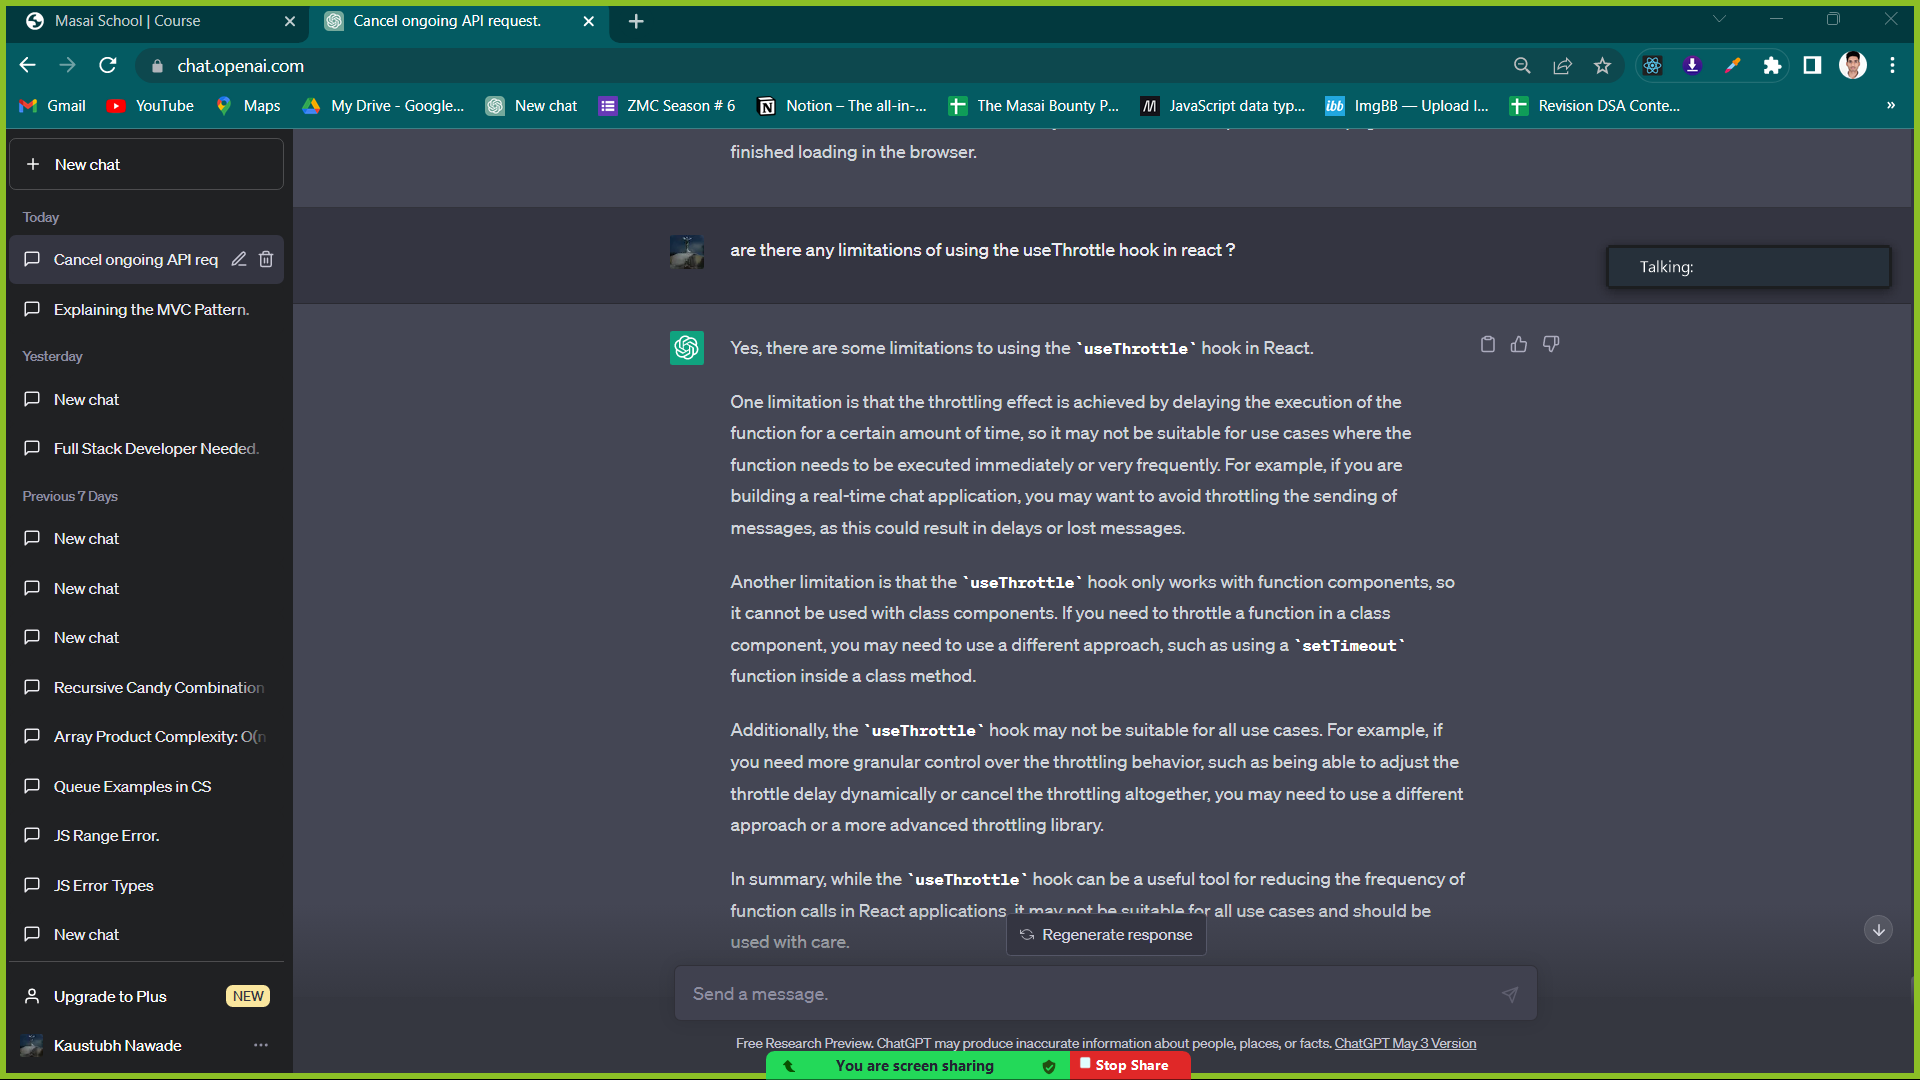 Masai School | Course
Cancel ongoing API request.
chat.openai.com
Gmail
YouTube
Maps
My Drive - Google...
New chat
ZMC Season # 6
Notion – The all-in-...
The Masai Bounty P...
JavaScript data typ...
ImgBB — Upload I...
Revision DSA Conte...
»
New chat
Today
Cancel ongoing API req
Explaining the MVC Pattern.
Yesterday
New chat
Full Stack Developer Needed.
Previous 7 Days
New chat
New chat
New chat
Recursive Candy Combination
Array Product Complexity: O(n
Queue Examples in CS
JS Range Error.
JS Error Types
New chat
Upgrade to Plus
NEW
Kaustubh Nawade
finished loading in the browser.
are there any limitations of using the useThrottle hook in react ?
Talking:
Yes, there are some limitations to using the `useThrottle` hook in React.
One limitation is that the throttling effect is achieved by delaying the execution of the
function for a certain amount of time, so it may not be suitable for use cases where the
function needs to be executed immediately or very frequently. For example, if you are
building a real-time chat application, you may want to avoid throttling the sending of
messages, as this could result in delays or lost messages.
Another limitation is that the `useThrottle` hook only works with function components, so
it cannot be used with class components. If you need to throttle a function in a class
component, you may need to use a different approach, such as using a `setTimeout`
function inside a class method.
Additionally, the `useThrottle` hook may not be suitable for all use cases. For example, if
you need more granular control over the throttling behavior, such as being able to adjust the
throttle delay dynamically or cancel the throttling altogether, you may need to use a different
approach or a more advanced throttling library.
In summary, while the `useThrottle` hook can be a useful tool for reducing the frequency of
function calls in React applications, it may not be suitable for all use cases and should be
used with care.
Regenerate response
Send a message.
Free Research Preview. ChatGPT may produce inaccurate information about people, places, or facts. ChatGPT May 3 Version
You are screen sharing
Stop Share